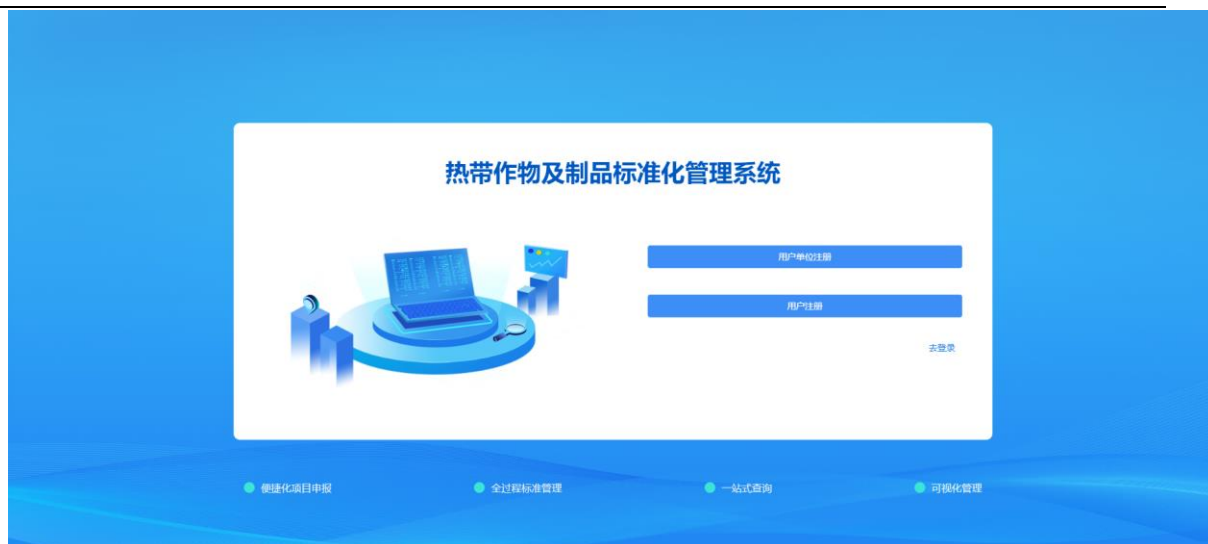 热带作物及制品标准化管理系统
用户单位注册
用户注册
去登录
便捷化项目申报
全过程标准管理
一站式查询
可视化管理